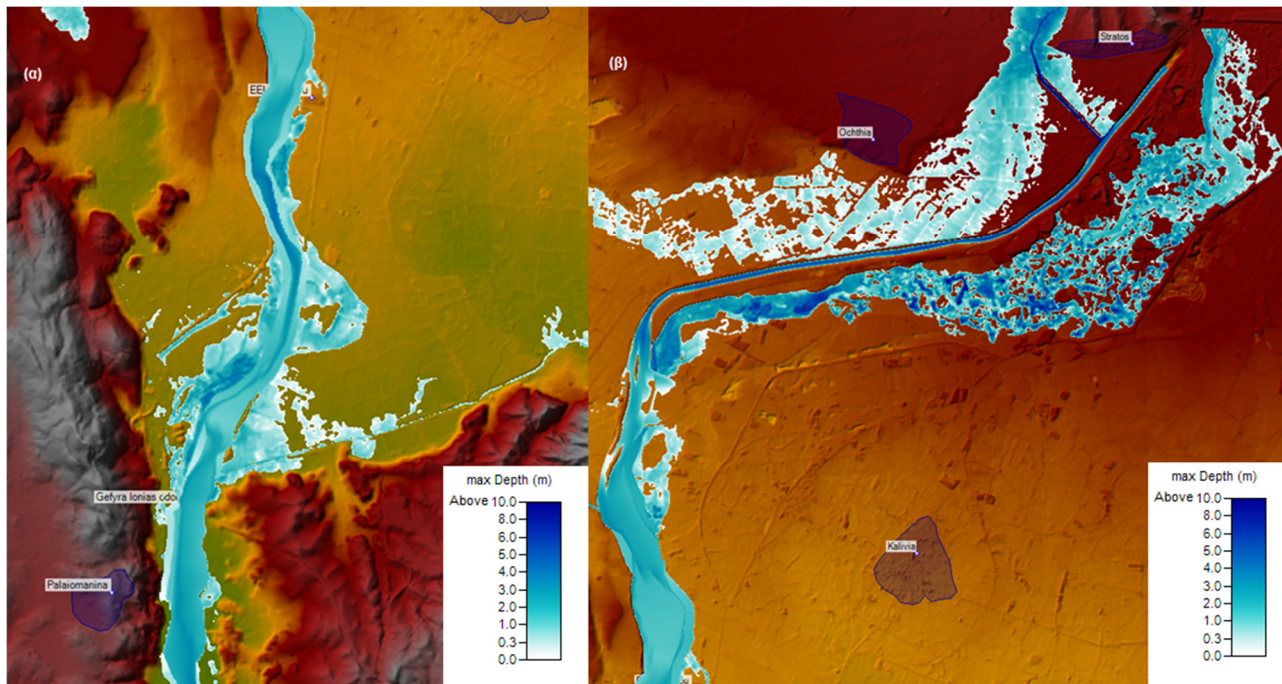 (α)
Gefyra Ionias
Palaiomanina
max Depth (m)
Above 10.0
8.0
6.0
5.0
4.0
3.0
2.0
1.0
0.3
0.0
(β)
Stratos
Ochthia
Kalivia
max Depth (m)
Above 10.0
8.0
6.0
5.0
4.0
3.0
2.0
1.0
0.3
0.0